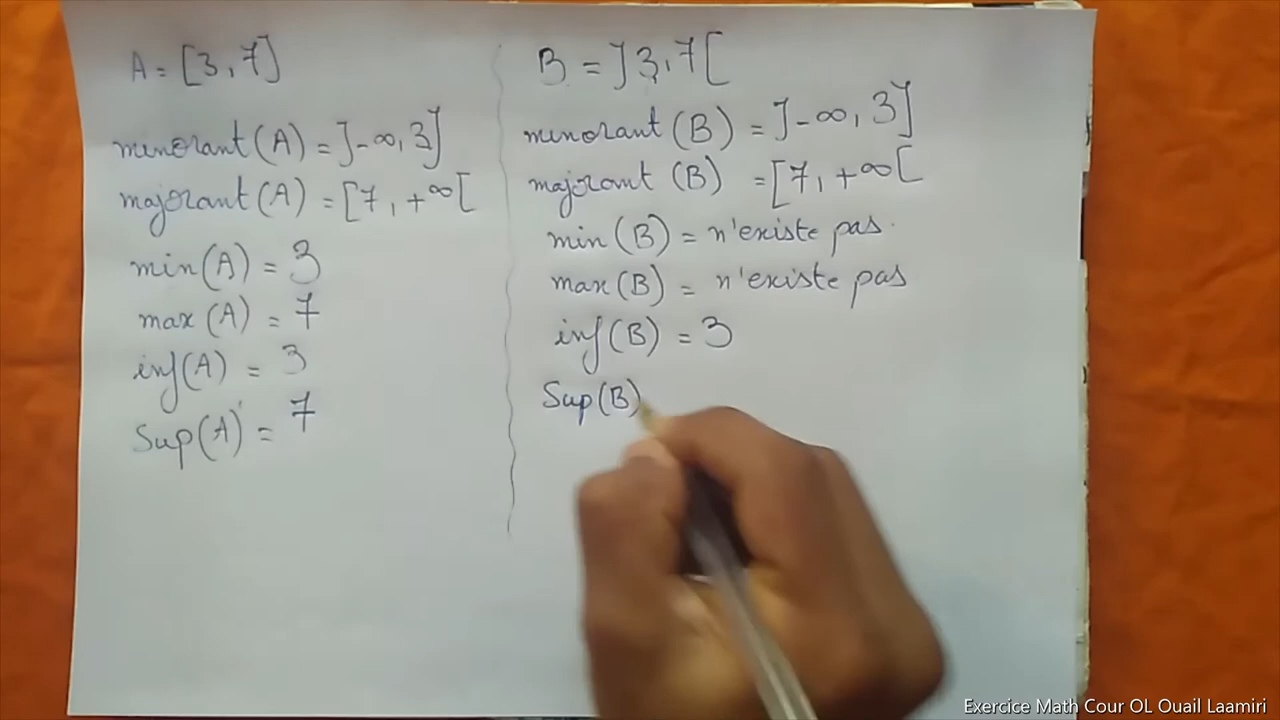 A = [3, 7]
minorant(A) = ]-∞, 3]
majorant(A) = [7, +∞[
min(A) = 3
max(A) = 7
inf(A) = 3
Sup(A) = 7
B = ]3, 7[
minorant(B) = ]-∞, 3]
majorant (B) = [7, +∞[
min(B) = n'existe pas
max(B) = n'existe pas
inf(B) = 3
Sup(B)
Exercice Math Cour OL Ouail Laamiri